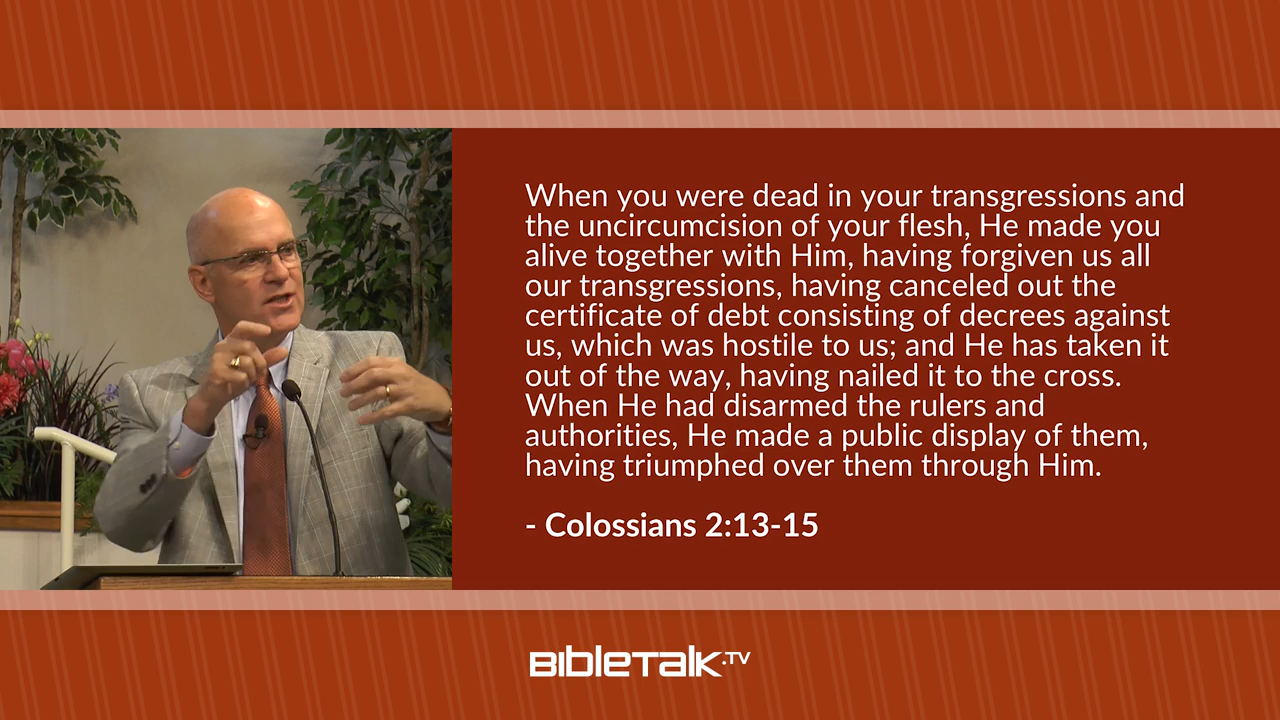 When you were dead in your transgressions and
the uncircumcision of your flesh, He made you
alive together with Him, having forgiven us all
our transgressions, having canceled out the
certificate of debt consisting of decrees against
us, which was hostile to us; and He has taken it
out of the way, having nailed it to the cross.
When He had disarmed the rulers and
authorities, He made a public display of them,
having triumphed over them through Him.
- Colossians 2:13-15
BIBLETALK.TV